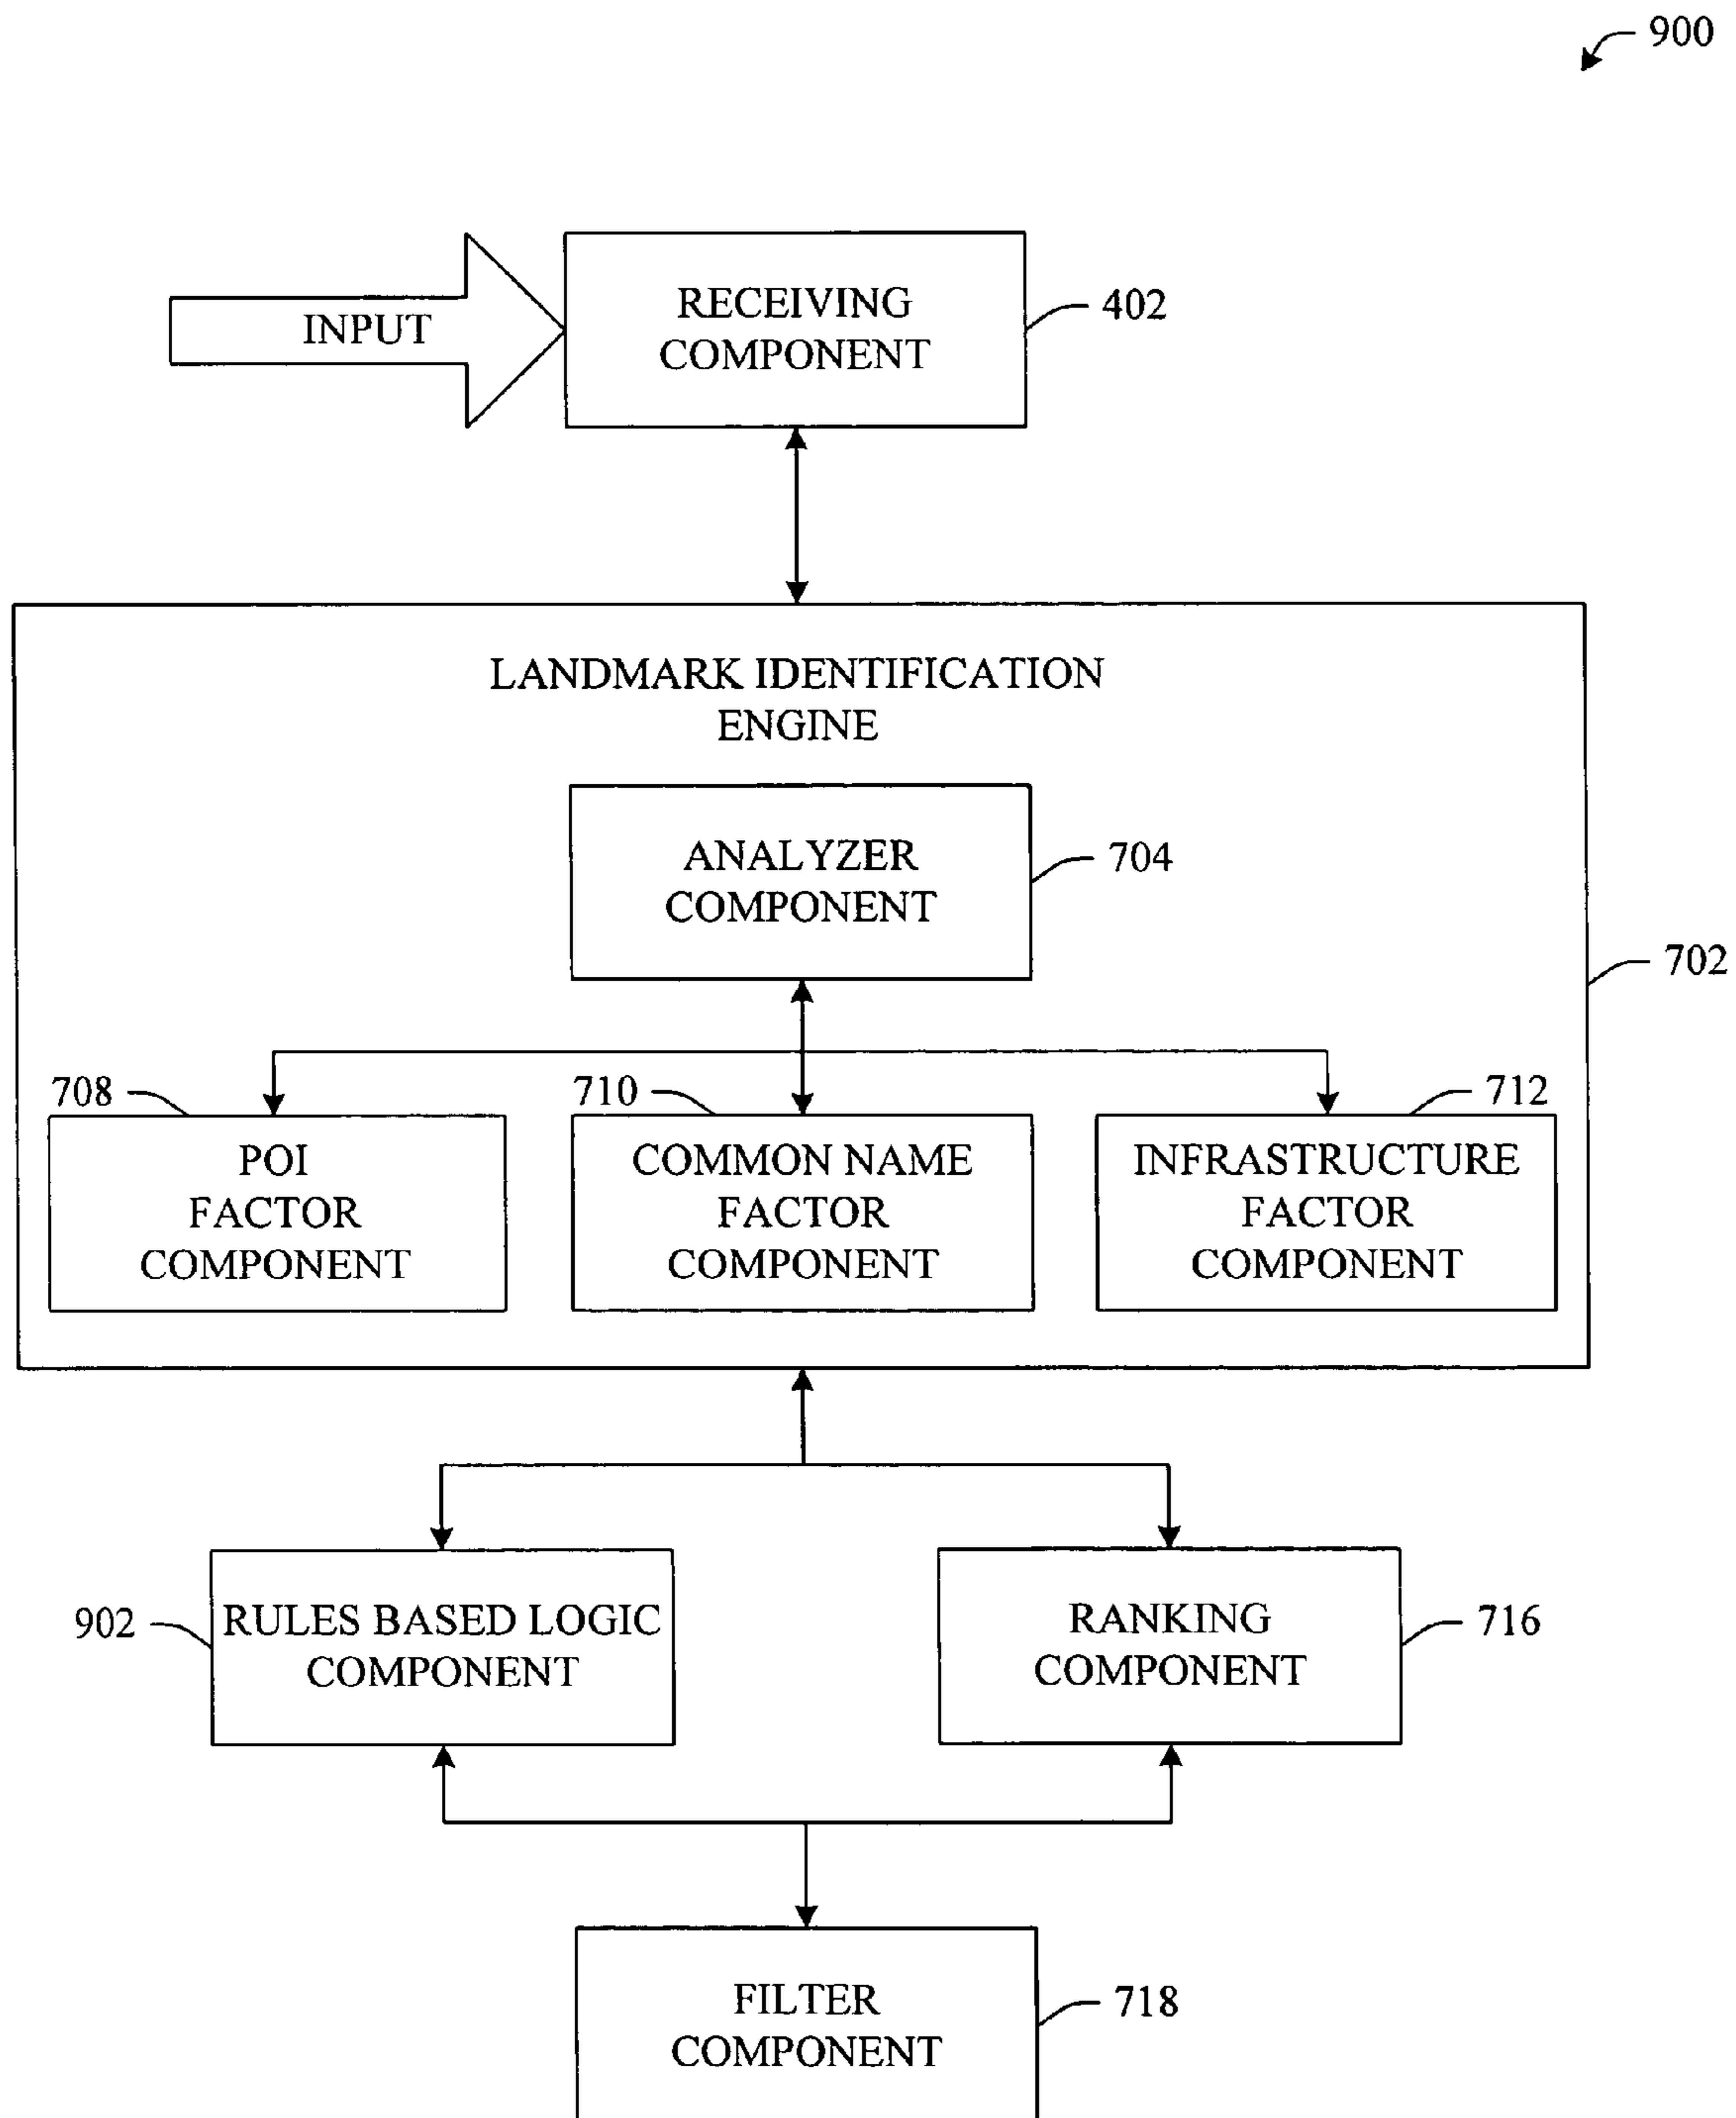 900
INPUT
RECEIVING
COMPONENT
402
LANDMARK IDENTIFICATION
ENGINE
ANALYZER
COMPONENT
704
702
708
POI
FACTOR
COMPONENT
710
COMMON NAME
FACTOR
COMPONENT
712
INFRASTRUCTURE
FACTOR
COMPONENT
902
RULES BASED LOGIC
COMPONENT
RANKING
COMPONENT
716
FILTER
COMPONENT
718